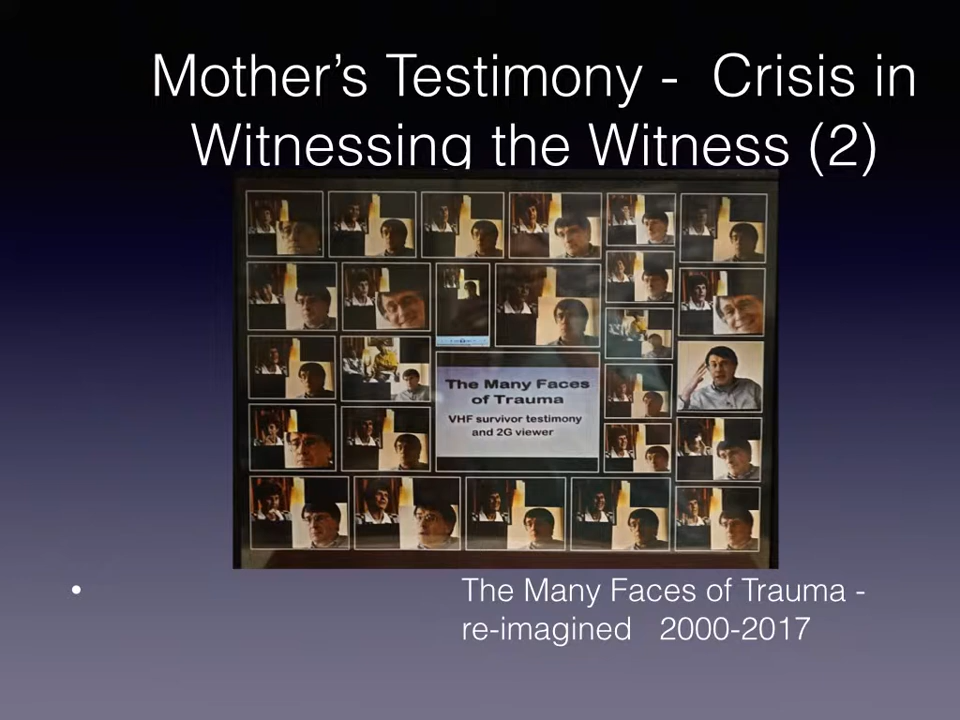 Mother's Testimony -  Crisis in
Witnessing the Witness (2)
The Many Faces
of Trauma
VHF survivor testimony
and 2G viewer
• The Many Faces of Trauma -
re-imagined   2000-2017